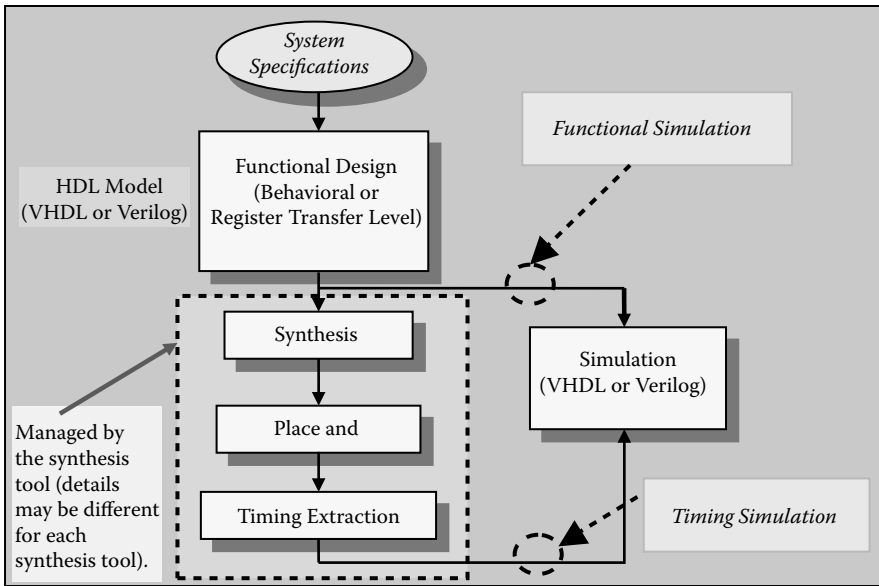 System
Specifications
Functional Simulation
Functional Design
(Behavioral or
Register Transfer Level)
HDL Model
(VHDL or Verilog)
Synthesis
Simulation
(VHDL or Verilog)
Place and
Managed by
the synthesis
tool (details
may be different
for each
synthesis tool).
Timing Extraction
Timing Simulation